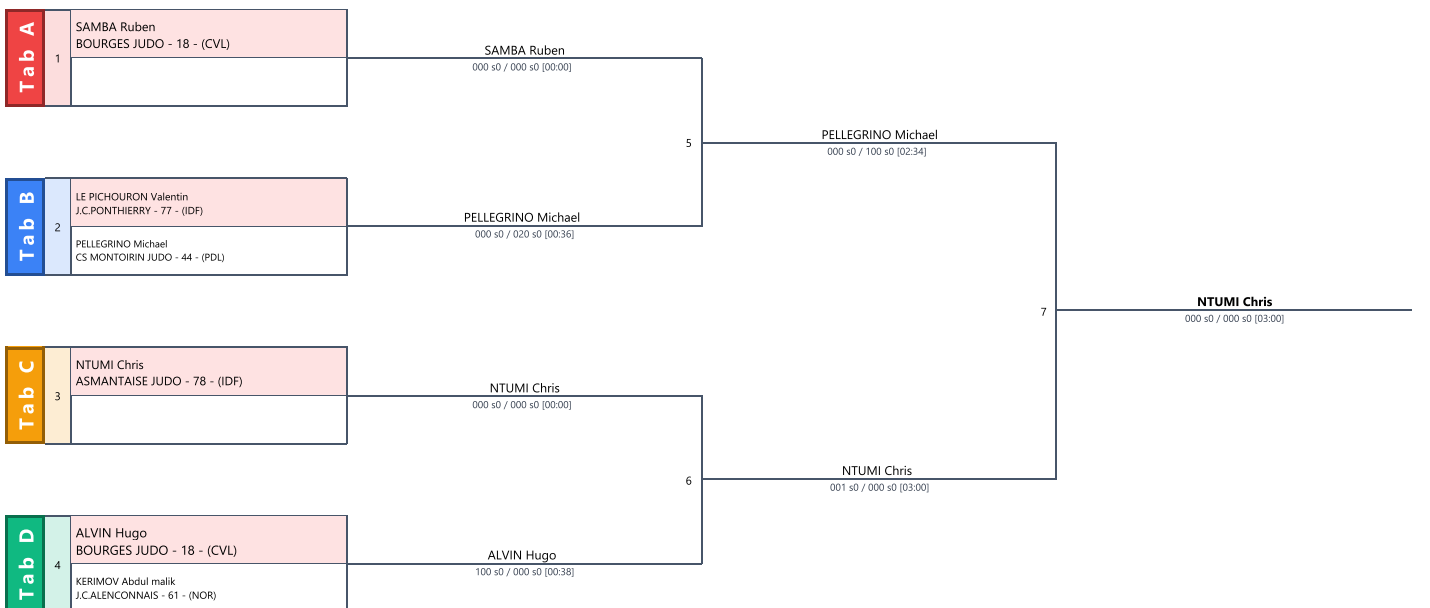 Tab A
1
SAMBA Ruben
BOURGES JUDO - 18 - (CVL)
SAMBA Ruben
000 s0 / 000 s0 [00:00]
5
PELLEGRINO Michael
000 s0 / 100 s0 [02:34]
Tab B
2
LE PICHOURON Valentin
J.C.PONTHIERRY - 77 - (IDF)
PELLEGRINO Michael
CS MONTOIRIN JUDO - 44 - (PDL)
PELLEGRINO Michael
000 s0 / 020 s0 [00:36]
7
NTUMI Chris
000 s0 / 000 s0 [03:00]
Tab C
3
NTUMI Chris
ASMANTAISE JUDO - 78 - (IDF)
NTUMI Chris
000 s0 / 000 s0 [00:00]
6
NTUMI Chris
001 s0 / 000 s0 [03:00]
Tab D
4
ALVIN Hugo
BOURGES JUDO - 18 - (CVL)
KERIMOV Abdul malik
J.C.ALENCONNAIS - 61 - (NOR)
ALVIN Hugo
100 s0 / 000 s0 [00:38]